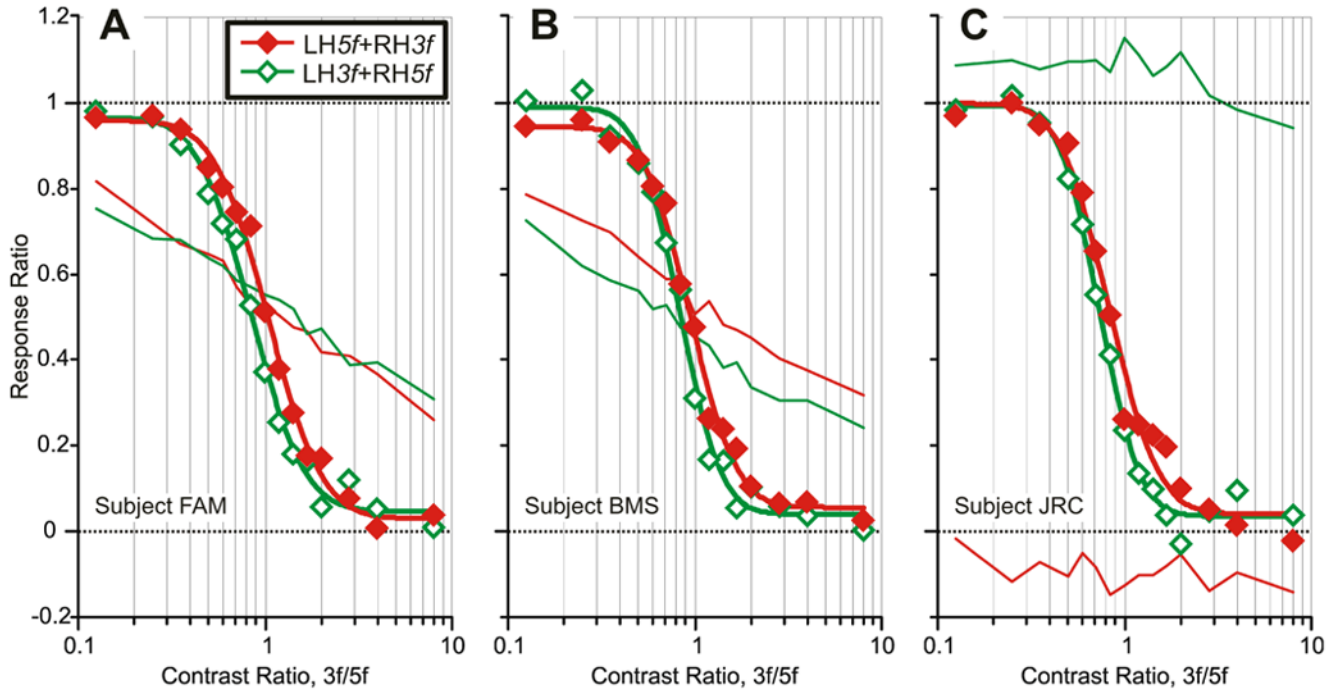 A
B
C
LH5f+RH3f
LH3f+RH5f
Response Ratio
1.2
1
0.8
0.6
0.4
0.2
0
-0.2
Subject FAM
Subject BMS
Subject JRC
0.1
1
10
0.1
1
10
0.1
1
10
Contrast Ratio, 3f/5f
Contrast Ratio, 3f/5f
Contrast Ratio, 3f/5f